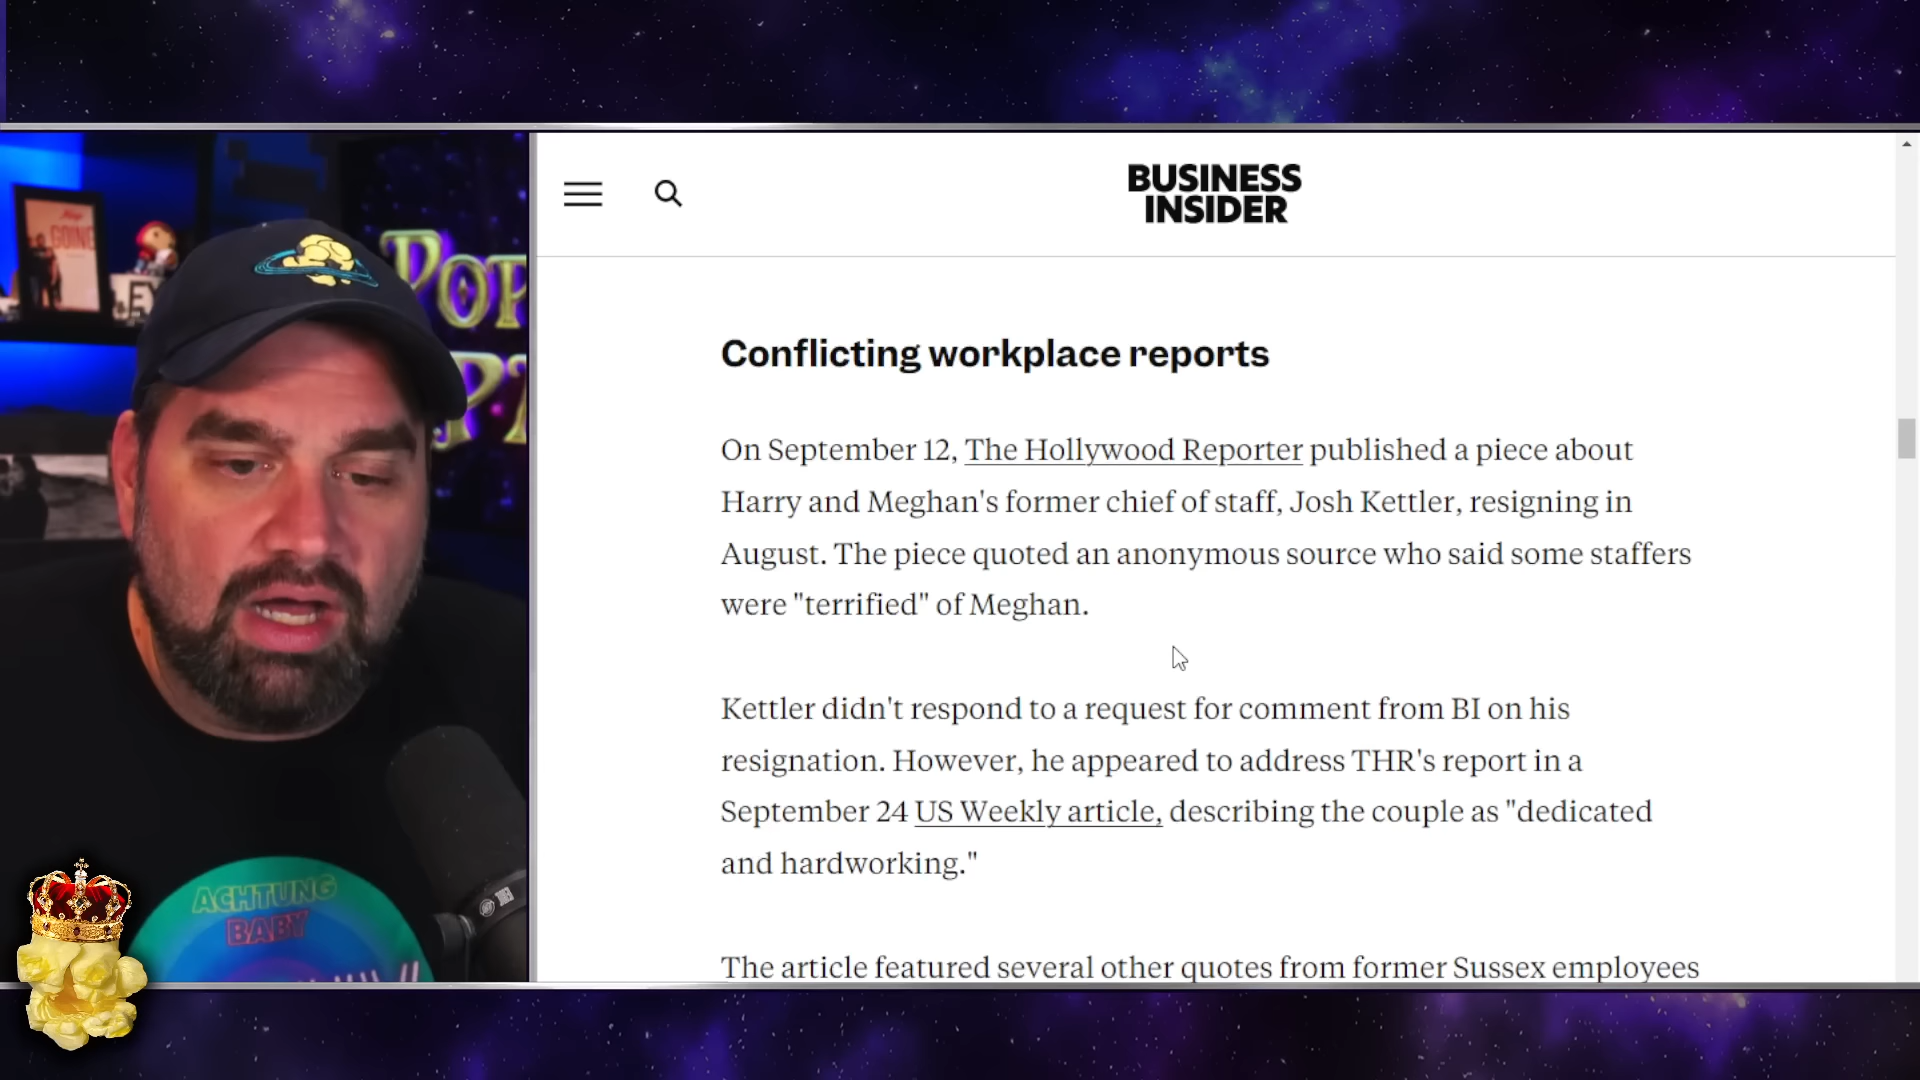 BUSINESS
INSIDER
GOING
POP
Conflicting workplace reports
On September 12, The Hollywood Reporter published a piece about
Harry and Meghan's former chief of staff, Josh Kettler, resigning in
August. The piece quoted an anonymous source who said some staffers
were "terrified" of Meghan.
Kettler didn't respond to a request for comment from BI on his
resignation. However, he appeared to address THR's report in a
September 24 US Weekly article, describing the couple as "dedicated
and hardworking."
The article featured several other quotes from former Sussex employees
ACHTUNG
BABY